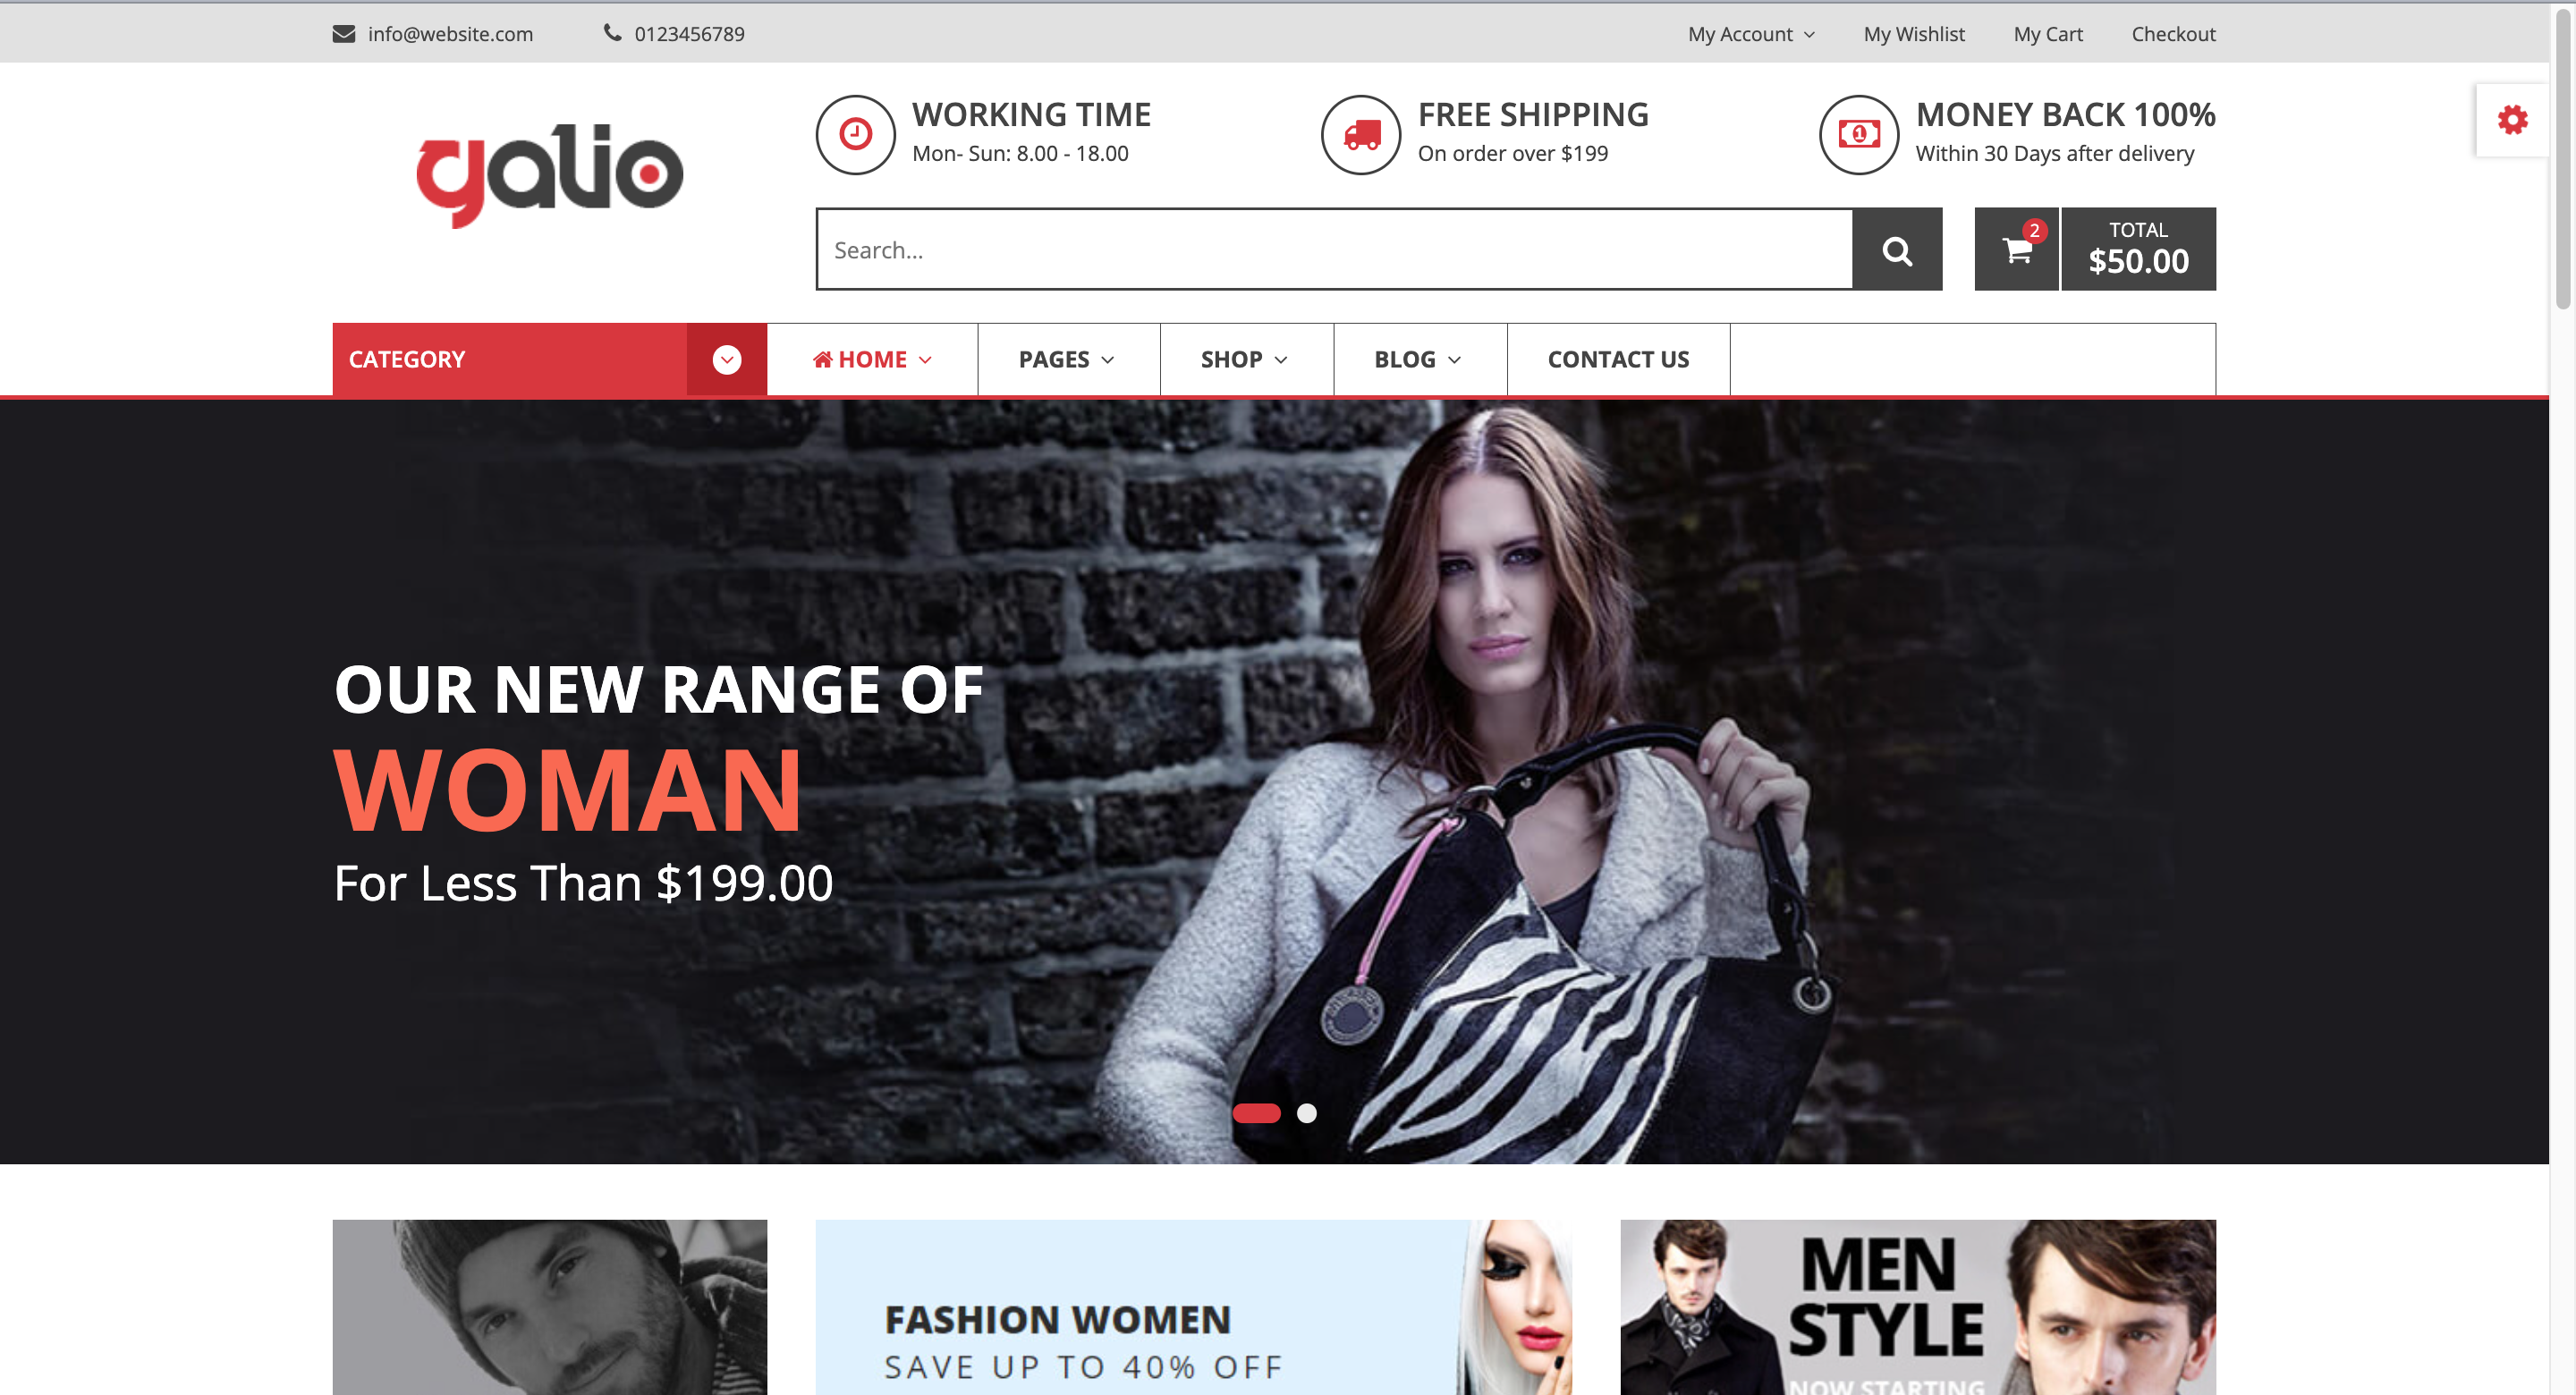 info@website.com
0123456789
My Account
My Wishlist
My Cart
Checkout
galio
WORKING TIME
Mon- Sun: 8.00 - 18.00
FREE SHIPPING
On order over $199
MONEY BACK 100%
Within 30 Days after delivery
Search...
2
TOTAL
$50.00
CATEGORY
HOME
PAGES
SHOP
BLOG
CONTACT US
OUR NEW RANGE OF
WOMAN
For Less Than $199.00
FASHION WOMEN
SAVE UP TO 40% OFF
MEN
STYLE
NOW STARTING